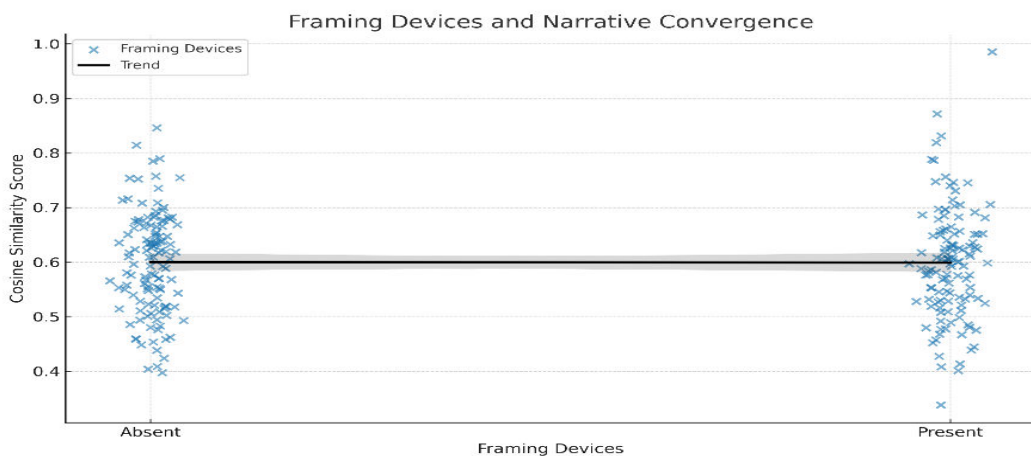 Framing Devices and Narrative Convergence
Framing Devices
Trend
1.0
0.9
0.8
0.7
0.6
0.5
0.4
Cosine Similarity Score
Absent
Present
Framing Devices